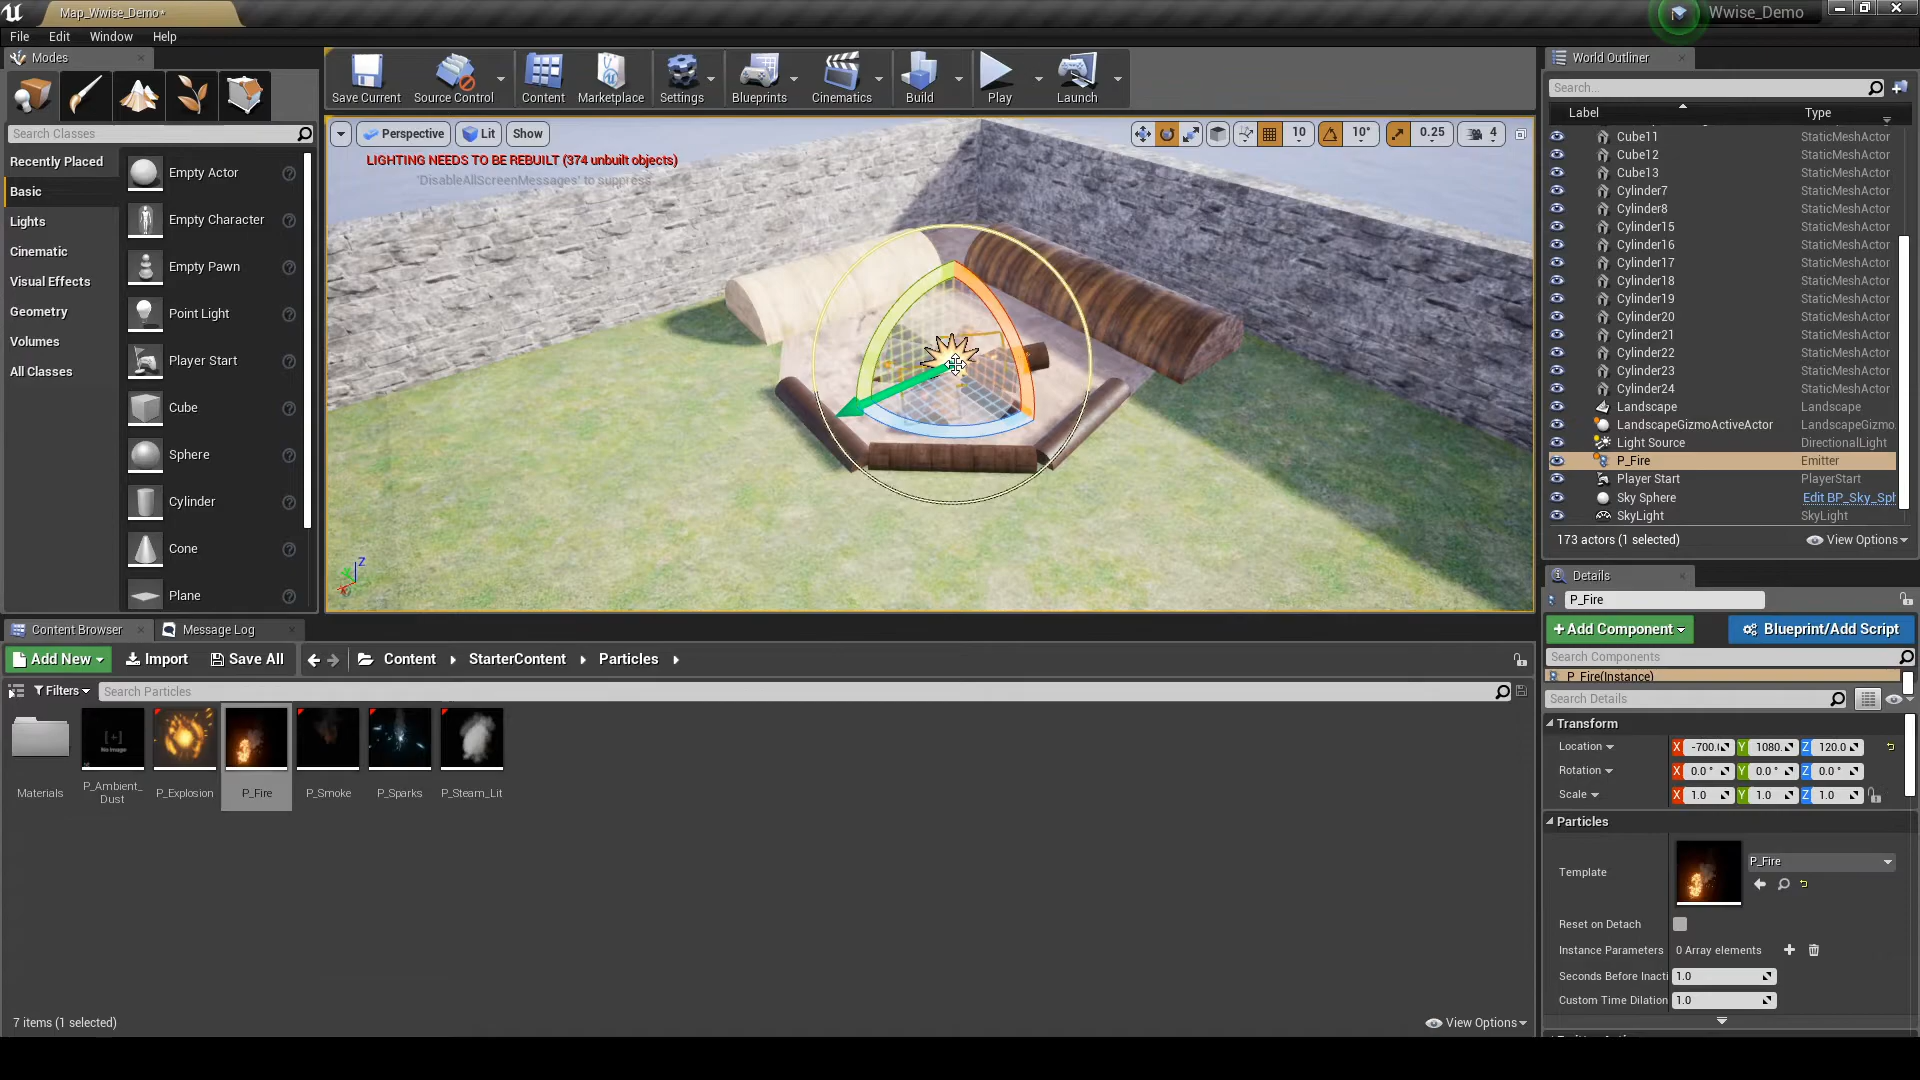 Map_Wwise_Demo*
Wwise_Demo
File Edit Window Help
Modes
Save Current
Source Control
Content
Marketplace
Settings
Blueprints
Cinematics
Build
Play
Launch
Search Classes
Recently Placed
Basic
Lights
Cinematic
Visual Effects
Geometry
Volumes
All Classes
Empty Actor
Empty Character
Empty Pawn
Point Light
Player Start
Cube
Sphere
Cylinder
Cone
Plane
Perspective
Lit
Show
10
10°
0.25
4
LIGHTING NEEDS TO BE REBUILT (374 unbuilt objects)
'DisableAllScreenMessages' to suppress
Z
World Outliner
Search...
Label Type
Cube11 StaticMeshActor
Cube12 StaticMeshActor
Cube13 StaticMeshActor
Cylinder7 StaticMeshActor
Cylinder8 StaticMeshActor
Cylinder15 StaticMeshActor
Cylinder16 StaticMeshActor
Cylinder17 StaticMeshActor
Cylinder18 StaticMeshActor
Cylinder19 StaticMeshActor
Cylinder20 StaticMeshActor
Cylinder21 StaticMeshActor
Cylinder22 StaticMeshActor
Cylinder23 StaticMeshActor
Cylinder24 StaticMeshActor
Landscape Landscape
LandscapeGizmoActiveActor LandscapeGizmo
Light Source DirectionalLight
P_Fire Emitter
Player Start PlayerStart
Sky Sphere Edit BP_Sky_Sph
SkyLight SkyLight
173 actors (1 selected)
View Options
Details
P_Fire
+ Add Component
Blueprint/Add Script
Search Components
P_Fire(Instance)
Search Details
Transform
Location X -700.( Y 1080. Z 120.0
Rotation X 0.0 ° Y 0.0 ° Z 0.0 °
Scale X 1.0 Y 1.0 Z 1.0
Particles
Template P_Fire
Reset on Detach
Instance Parameters 0 Array elements
Seconds Before Inacti 1.0
Custom Time Dilation 1.0
Content Browser
Message Log
Add New
Import
Save All
Content
StarterContent
Particles
Filters
Search Particles
Materials
No Image
P_Ambient_
Dust
P_Explosion
P_Fire
P_Smoke
P_Sparks
P_Steam_Lit
7 items (1 selected)
View Options